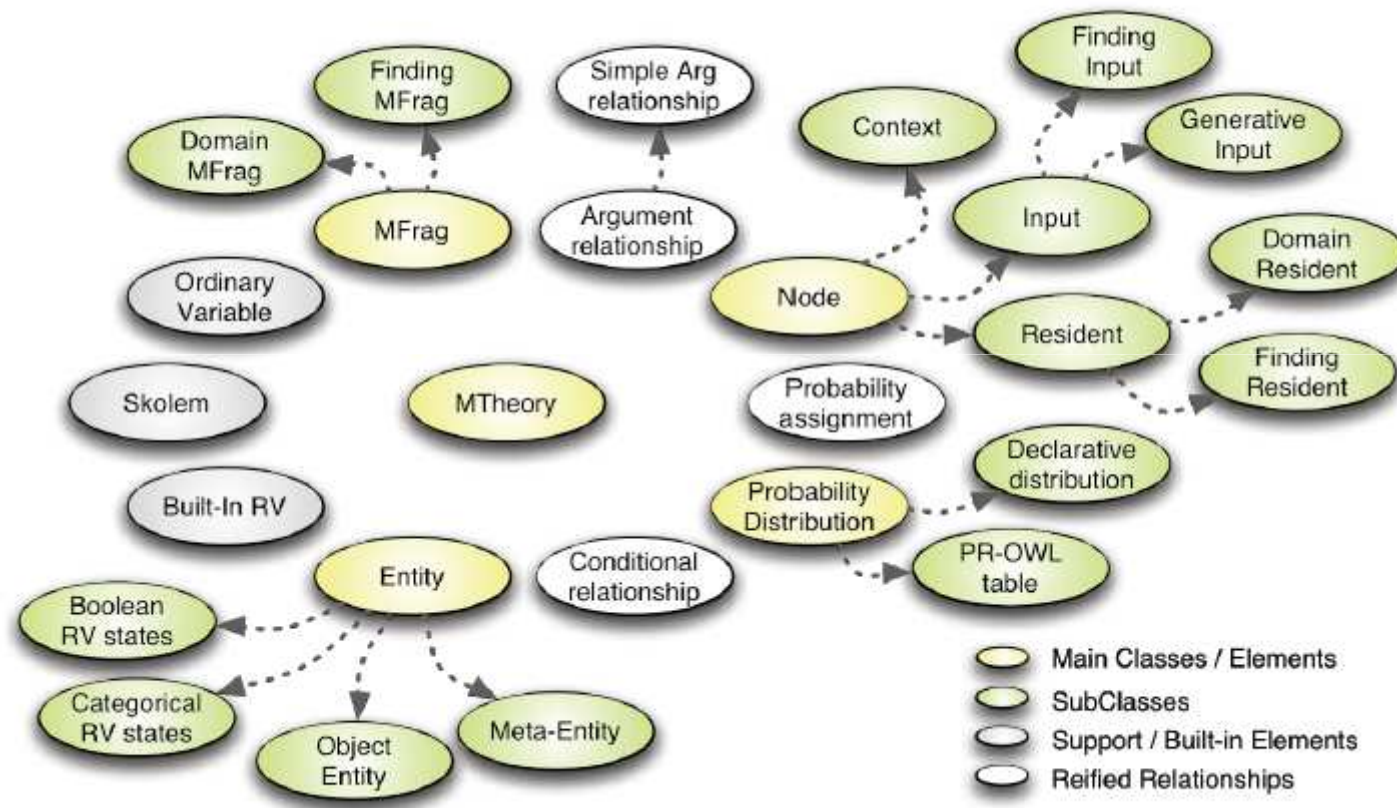 Finding
MFrag
Simple Arg
relationship
Finding
Input
Domain
MFrag
Context
Generative
Input
MFrag
Argument
relationship
Input
Ordinary
Variable
Node
Domain
Resident
Resident
Skolem
MTheory
Probability
assignment
Finding
Resident
Built-In RV
Probability
Distribution
Declarative
distribution
Entity
Conditional
relationship
PR-OWL
table
Boolean
RV states
Categorical
RV states
Object
Entity
Meta-Entity
Main Classes / Elements
SubClasses
Support / Built-in Elements
Reified Relationships